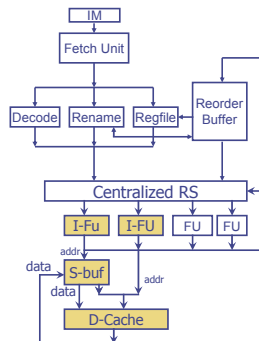 IM
Fetch Unit
Decode
Rename
Regfile
Reorder
Buffer
Centralized RS
I-Fu
I-FU
FU
FU
addr
data
S-buf
addr
data
D-Cache